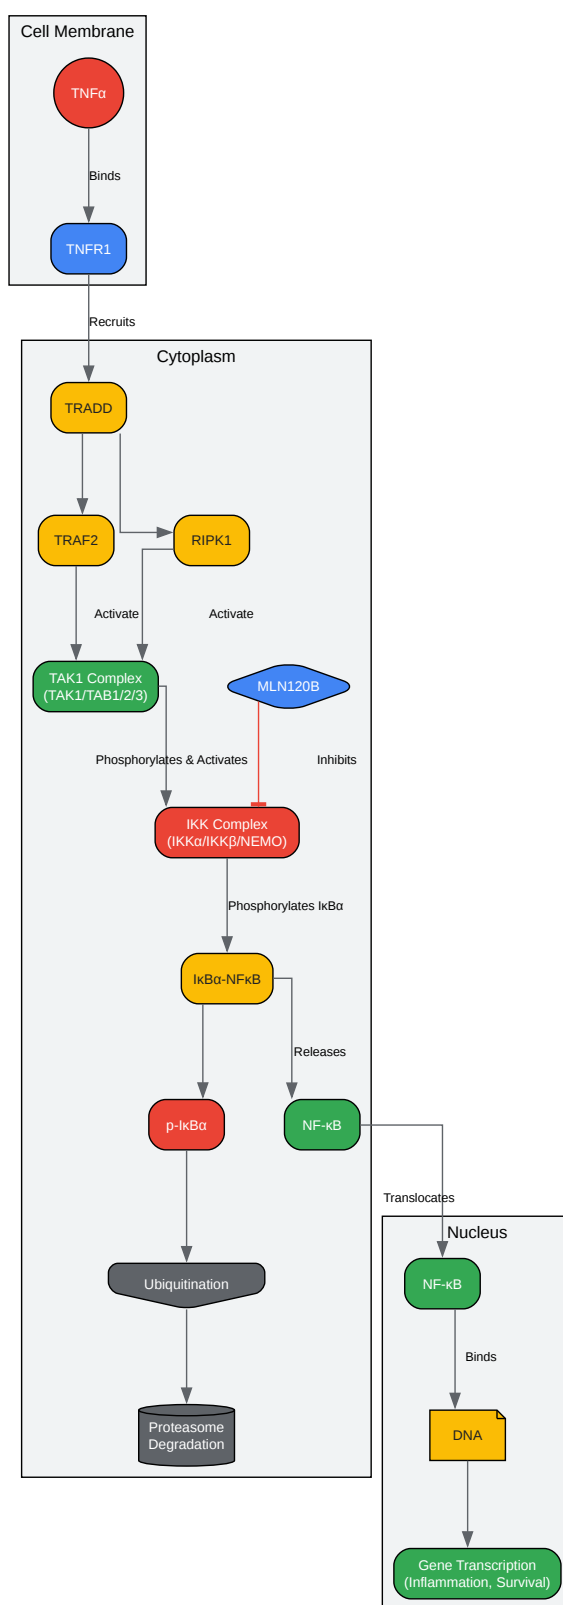 Cell Membrane
TNFα
Binds
TNFR1
Recruits
Cytoplasm
TRADD
TRAF2
RIPK1
Activate
Activate
TAK1 Complex
(TAK1/TAB1/2/3)
MLN120B
Phosphorylates & Activates
Inhibits
IKK Complex
(IKKα/IKKβ/NEMO)
Phosphorylates IκBα
IκBα-NFκB
Releases
p-IκBα
NF-κB
Translocates
Nucleus
Ubiquitination
NF-κB
Binds
Proteasome
Degradation
DNA
Gene Transcription
(Inflammation, Survival)